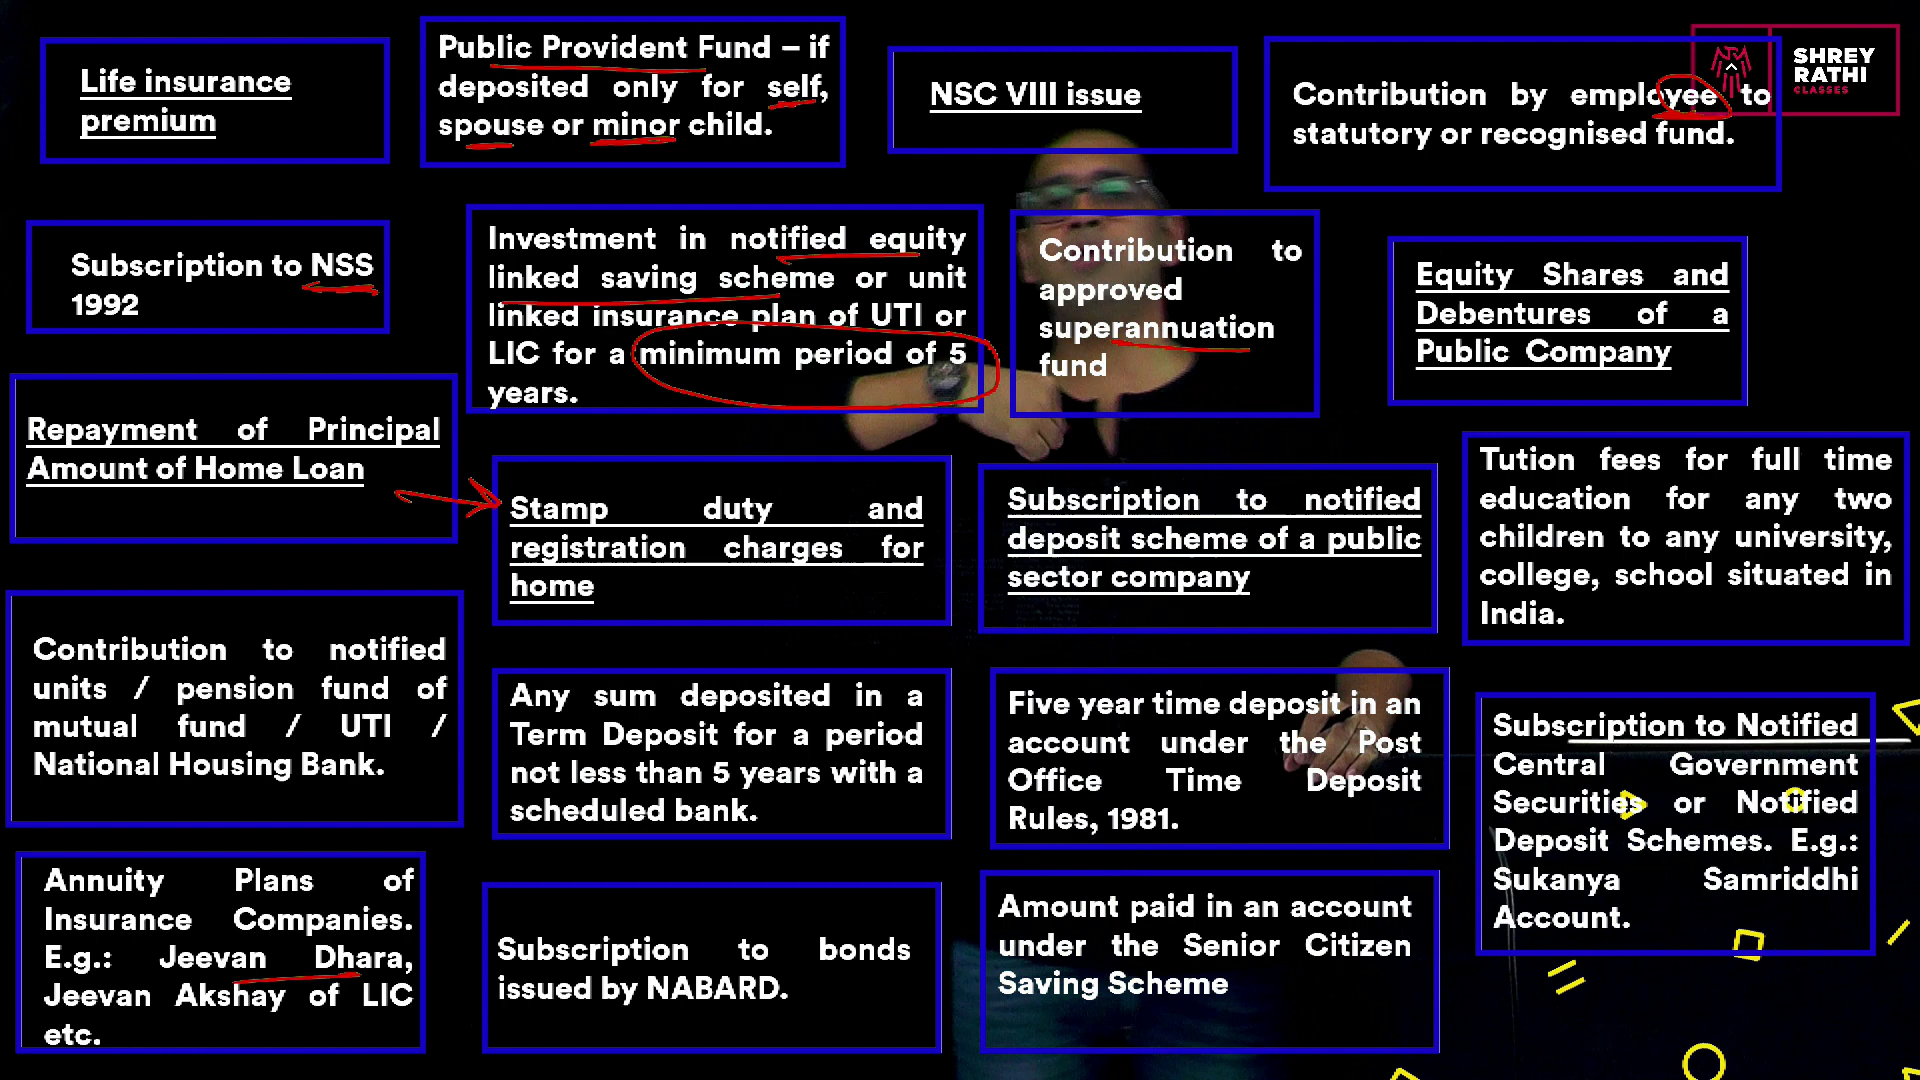 Life insurance
premium
Public Provident Fund – if
deposited only for self,
spouse or minor child.
NSC VIII issue
Contribution by employee to
statutory or recognised fund.
SHREY
RATHI
CLASSES
Subscription to NSS
1992
Investment in notified equity
linked saving scheme or unit
linked insurance plan of UTI or
LIC for a minimum period of 5
years.
Contribution to
approved
superannuation
fund
Equity Shares and
Debentures of a
Public Company
Repayment of Principal
Amount of Home Loan
Stamp duty and
registration charges for
home
Subscription to notified
deposit scheme of a public
sector company
Tution fees for full time
education for any two
children to any university,
college, school situated in
India.
Contribution to notified
units / pension fund of
mutual fund / UTI /
National Housing Bank.
Any sum deposited in a
Term Deposit for a period
not less than 5 years with a
scheduled bank.
Five year time deposit in an
account under the Post
Office Time Deposit
Rules, 1981.
Subscription to Notified
Central Government
Securities or Notified
Deposit Schemes. E.g.:
Sukanya Samriddhi
Account.
Annuity Plans of
Insurance Companies.
E.g.: Jeevan Dhara,
Jeevan Akshay of LIC
etc.
Subscription to bonds
issued by NABARD.
Amount paid in an account
under the Senior Citizen
Saving Scheme